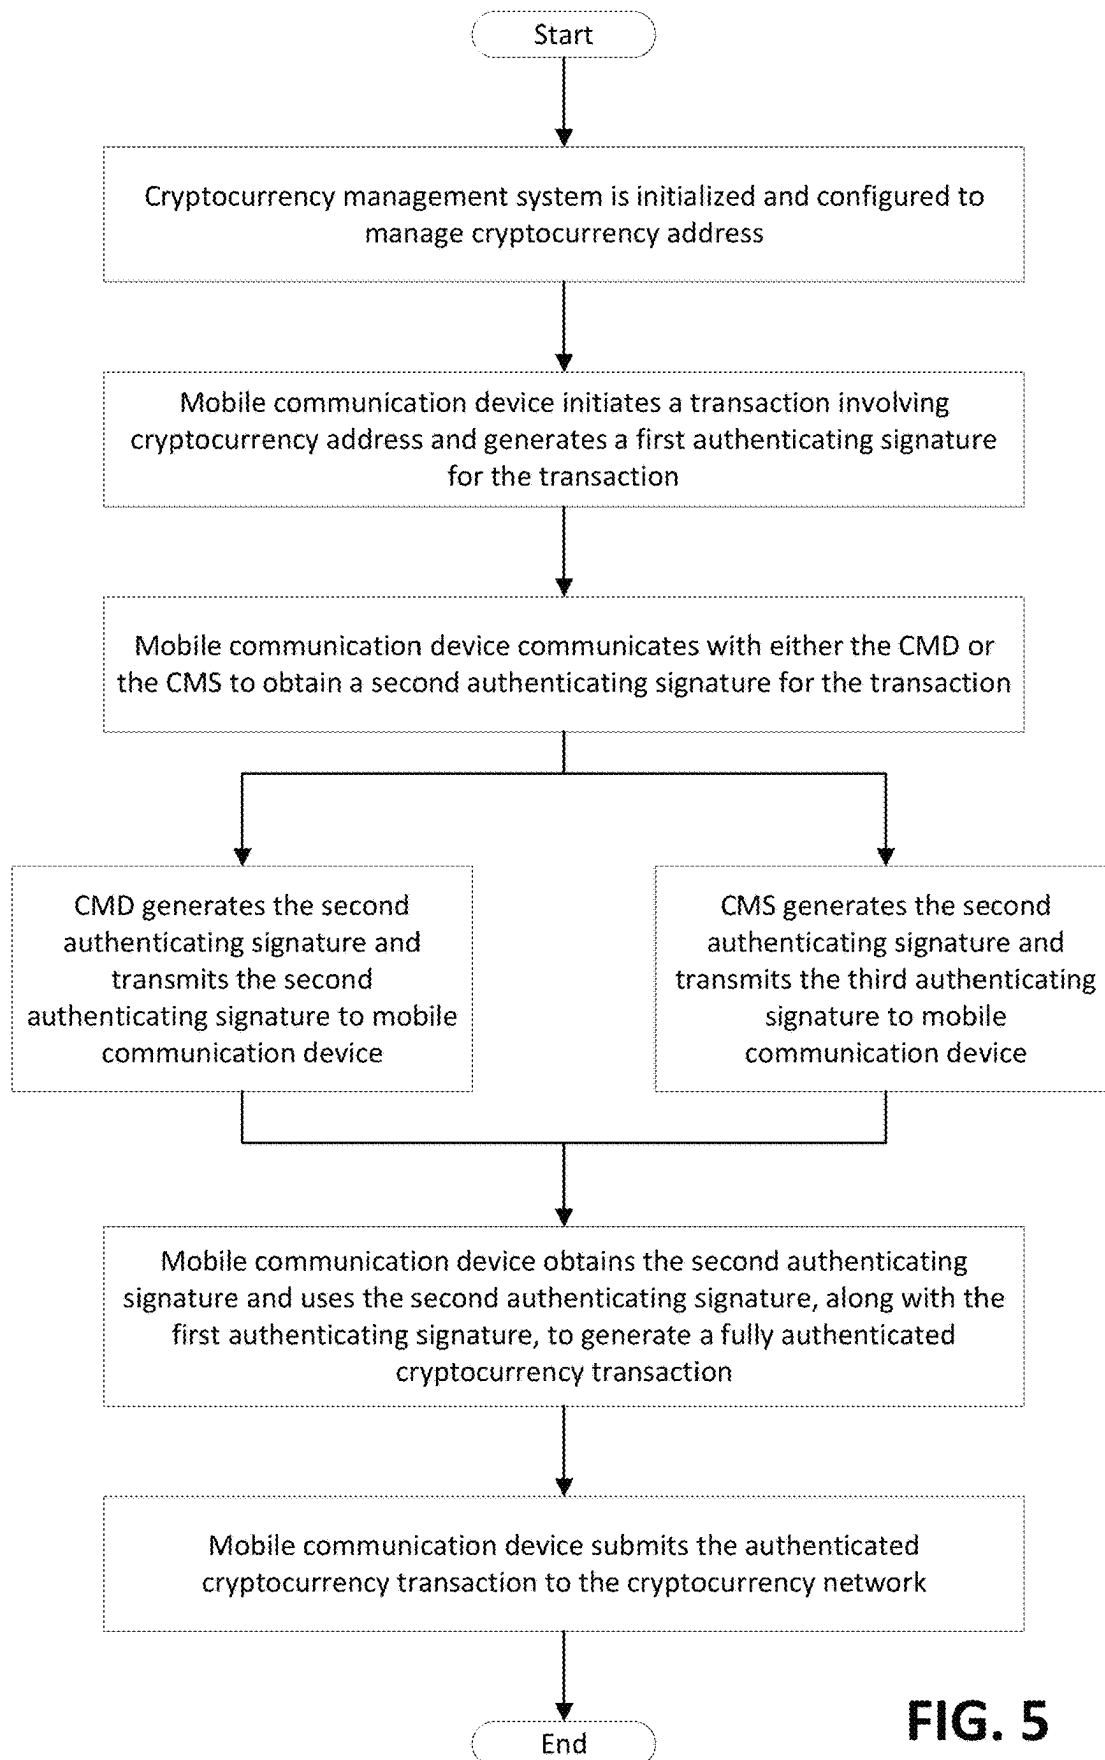 Start
Cryptocurrency management system is initialized and configured to
manage cryptocurrency address
Mobile communication device initiates a transaction involving
cryptocurrency address and generates a first authenticating signature
for the transaction
Mobile communication device communicates with either the CMD or
the CMS to obtain a second authenticating signature for the transaction
CMD generates the second
authenticating signature and
transmits the second
authenticating signature to mobile
communication device
CMS generates the second
authenticating signature and
transmits the third authenticating
signature to mobile
communication device
Mobile communication device obtains the second authenticating
signature and uses the second authenticating signature, along with the
first authenticating signature, to generate a fully authenticated
cryptocurrency transaction
Mobile communication device submits the authenticated
cryptocurrency transaction to the cryptocurrency network
End
FIG. 5